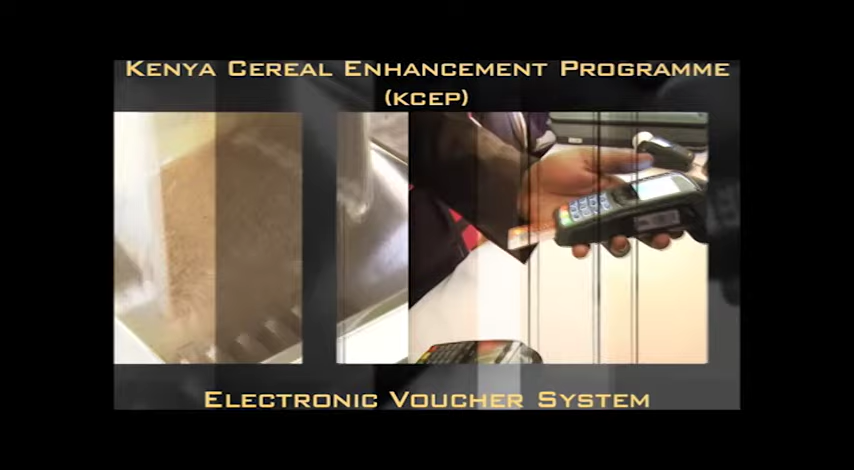 Kenya Cereal Enhancement Programme
(KCEP)
Electronic Voucher System